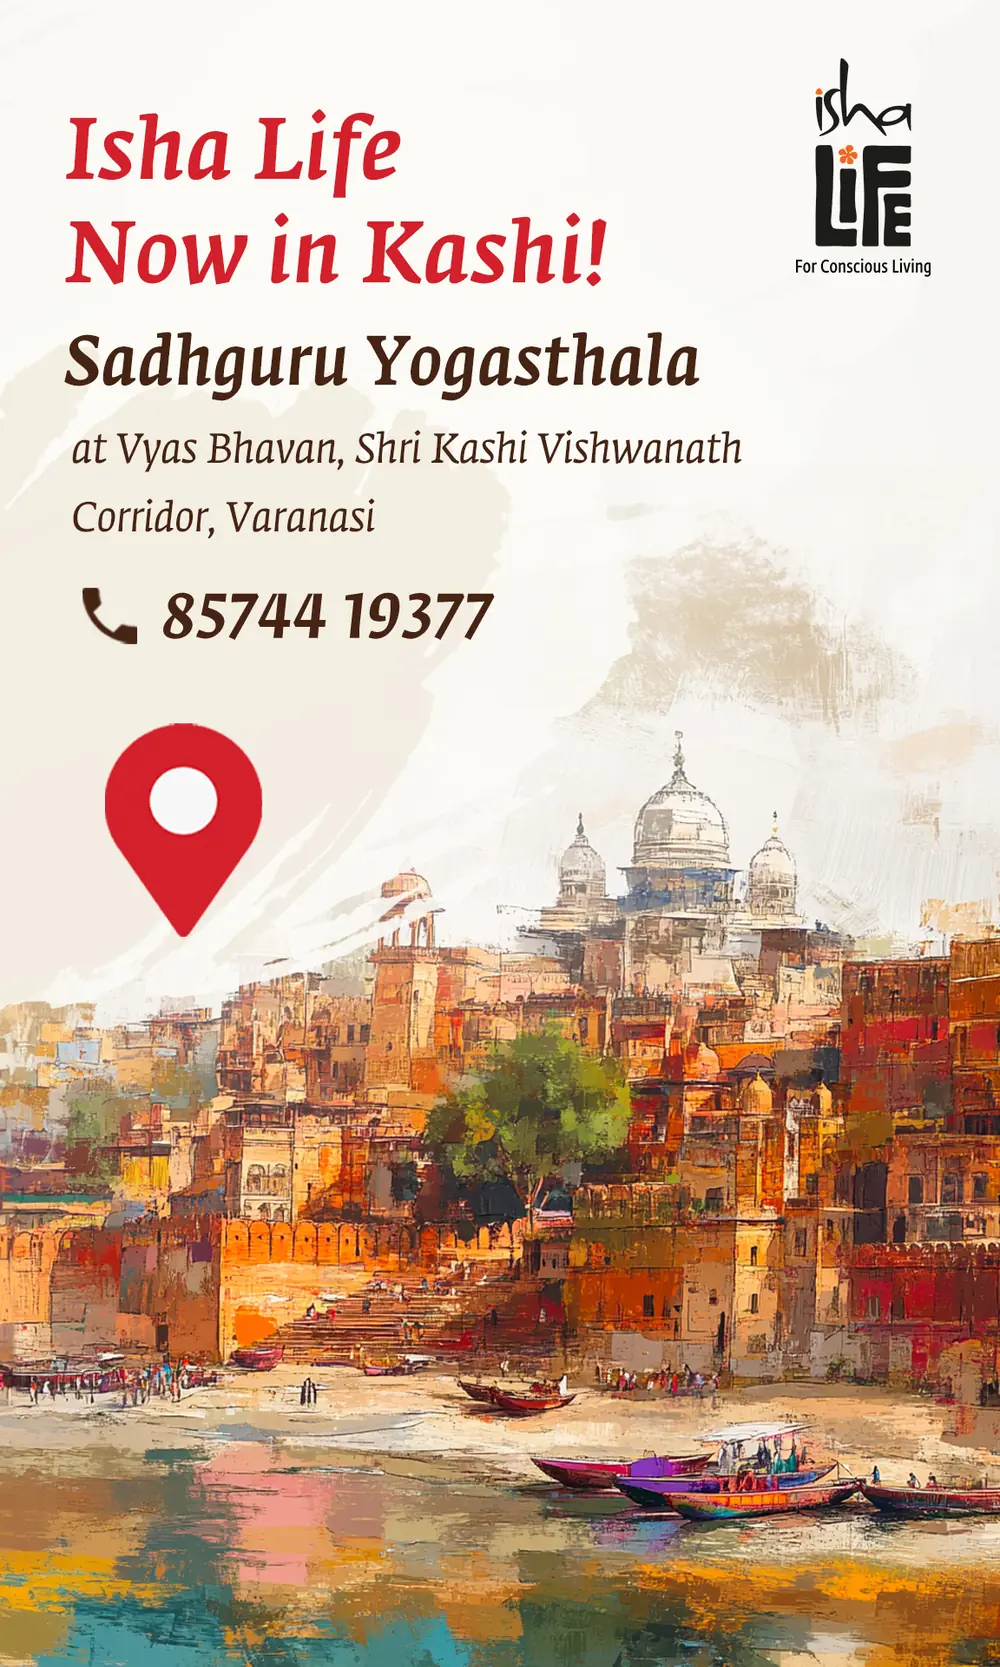 Isha Life
Now in Kashi!
Sadhguru Yogasthala
at Vyas Bhavan, Shri Kashi Vishwanath
Corridor, Varanasi
85744 19377
isha
LIFE
For Conscious Living